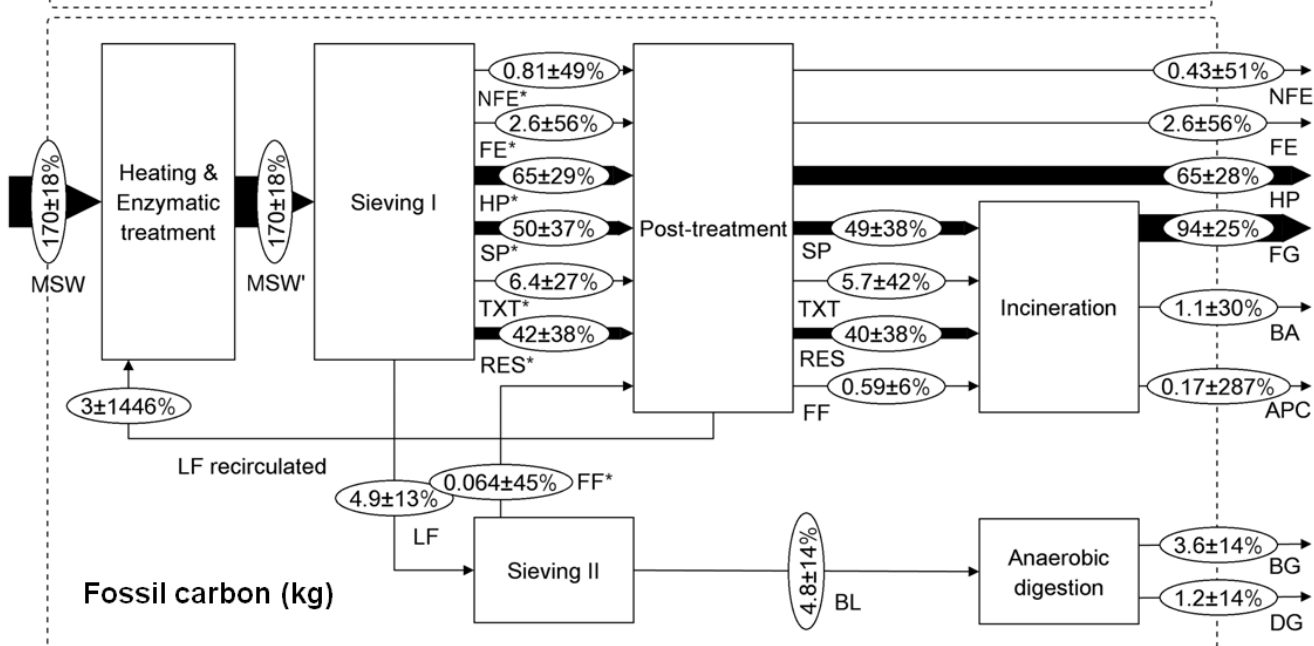 0.81±49%
0.43±51%
NFE*
NFE
2.6±56%
2.6±56%
FE*
FE
170±18%
MSW
Heating &
Enzymatic
treatment
170±18%
MSW'
Sieving I
65±29%
HP*
Post-treatment
65±28%
HP
50±37%
SP*
49±38%
SP
94±25%
FG
6.4±27%
TXT*
5.7±42%
TXT
Incineration
1.1±30%
BA
42±38%
RES*
40±38%
RES
0.59±6%
FF
0.17±287%
APC
3±1446%
LF recirculated
4.9±13%
LF
0.064±45%
FF*
Sieving II
4.8±14%
BL
Anaerobic
digestion
3.6±14%
BG
1.2±14%
DG
Fossil carbon (kg)